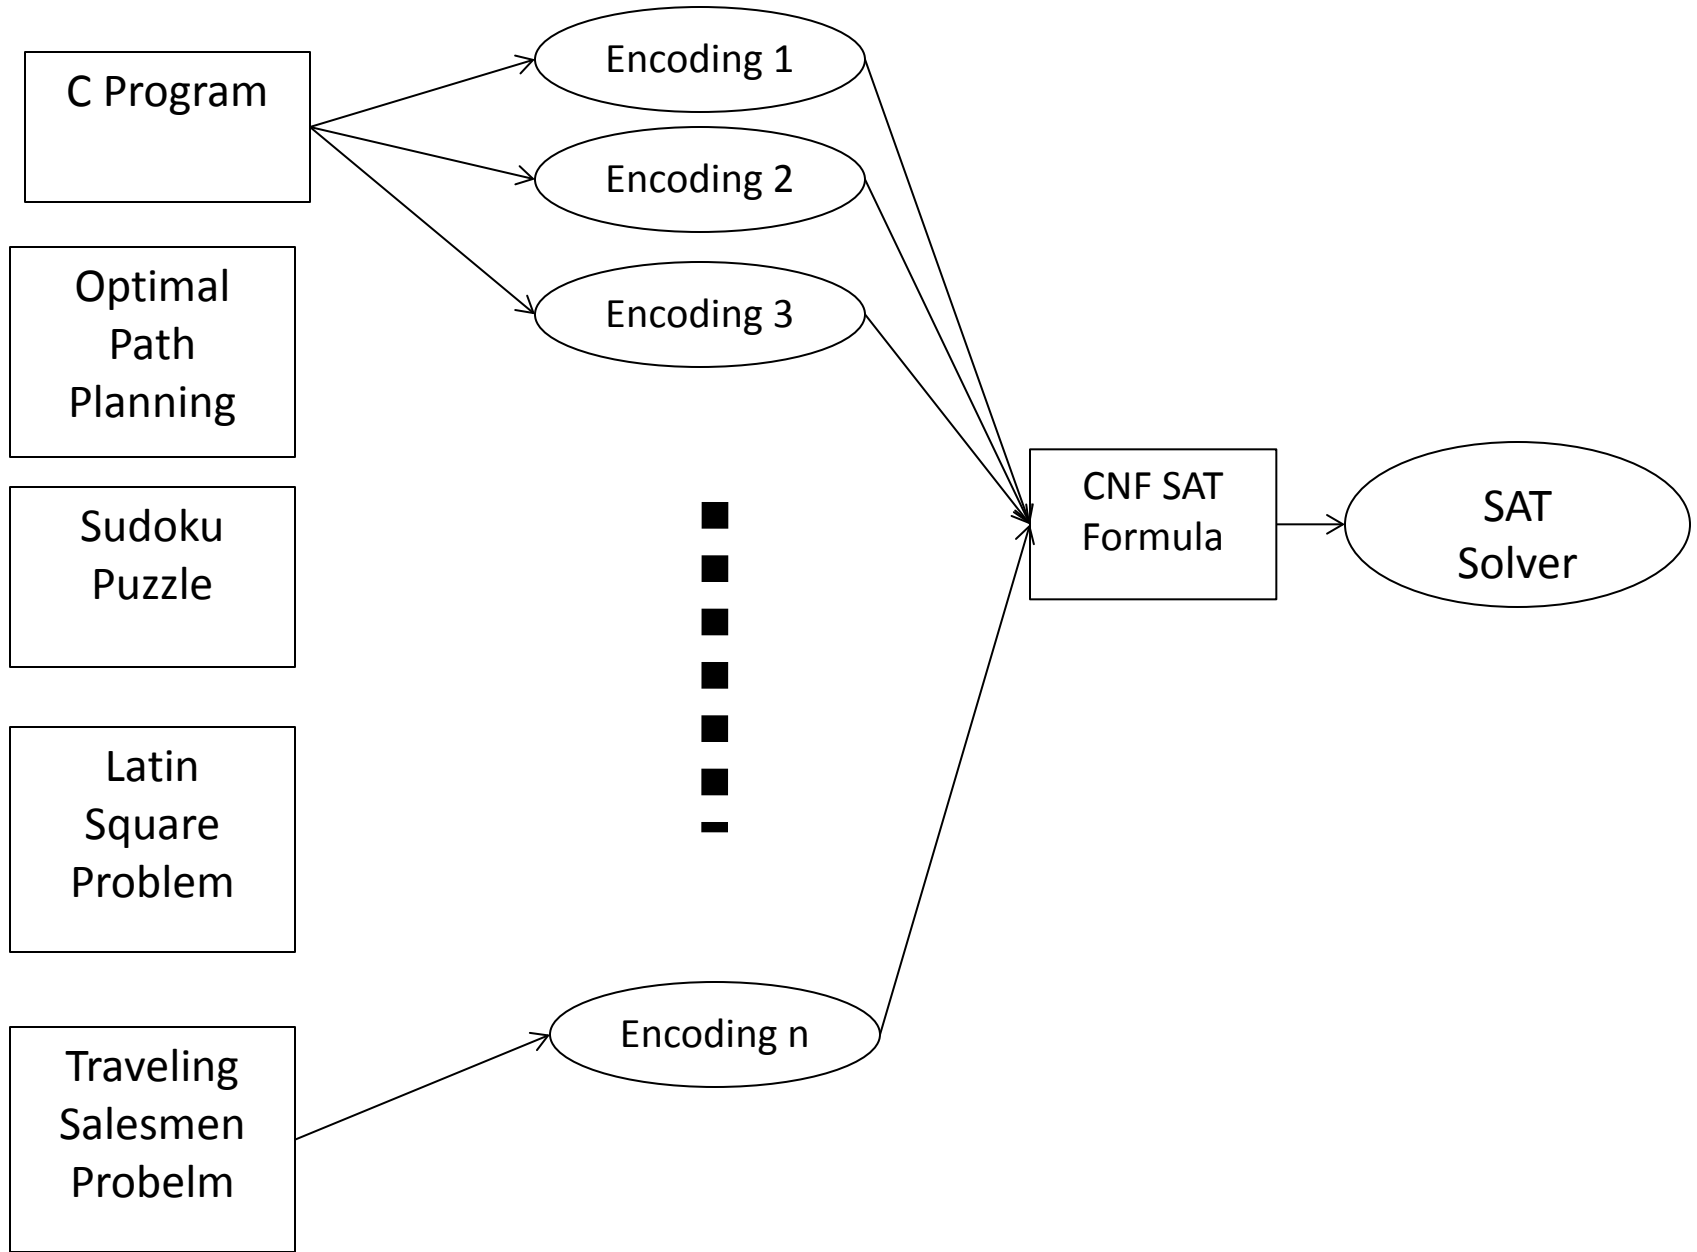 C Program
Optimal
Path
Planning
Sudoku
Puzzle
Latin
Square
Problem
Traveling
Salesmen
Probelm
Encoding 1
Encoding 2
Encoding 3
Encoding n
CNF SAT
Formula
SAT
Solver